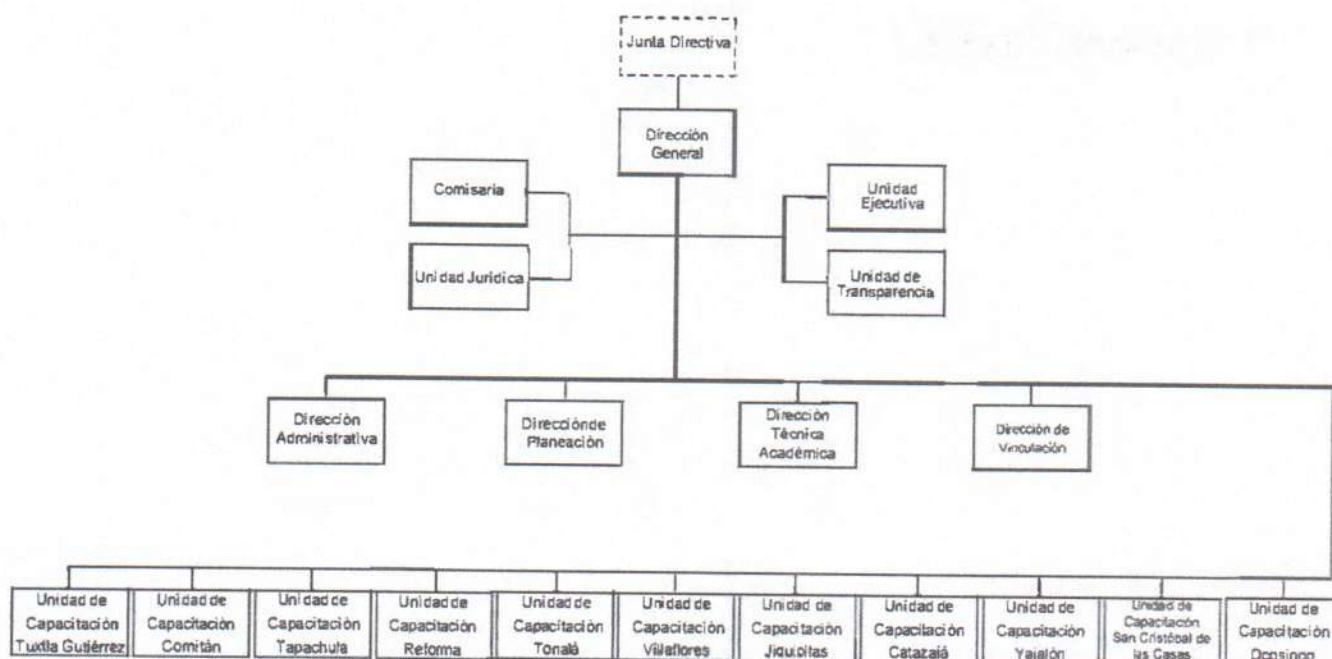 Junta Directiva
Dirección
General
Comisaria
Unidad
Ejecutiva
Unidad Jurídica
Unidad de
Transparencia
Dirección
Administrativa
Dirección de
Planeación
Dirección
Técnica
Académica
Dirección de
Vinculación
Unidad de
Capacitación
Tuxtla Gutiérrez
Unidad de
Capacitación
Comitán
Unidad de
Capacitación
Tapachula
Unidad de
Capacitación
Reforma
Unidad de
Capacitación
Tonalá
Unidad de
Capacitación
Villaflores
Unidad de
Capacitación
Jiquipilas
Unidad de
Capacitación
Catazajá
Unidad de
Capacitación
Yajalón
Unidad de
Capacitación
San Cristóbal de
las Casas
Unidad de
Capacitación
Ocosingo